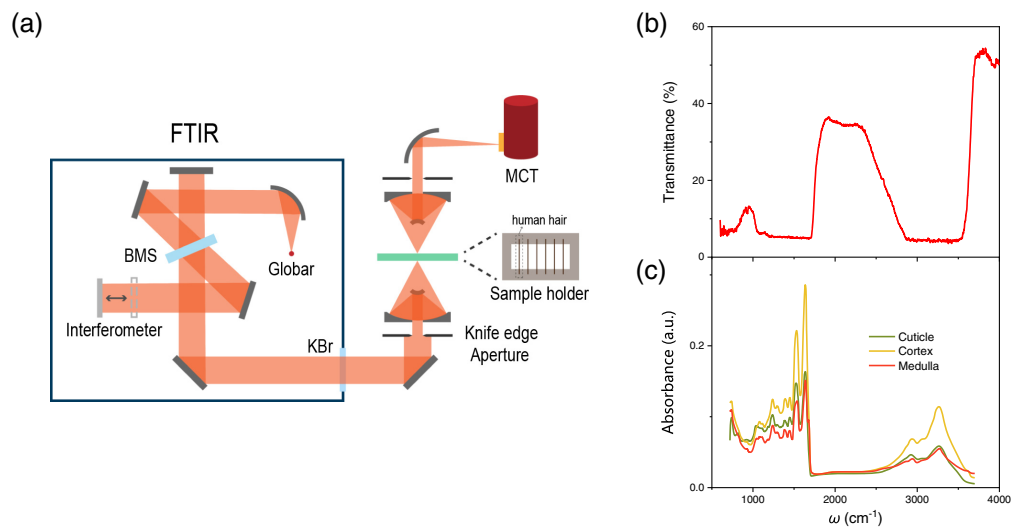 (a)
FTIR
BMS
Globar
Interferometer
KBr
MCT
human hair
Sample holder
Knife edge
Aperture
(b)
Transmittance (%)
60
40
20
0
(c)
Absorbance (a.u.)
0.2
0.0
Cuticle
Cortex
Medulla
1000
2000
3000
4000
ω (cm⁻¹)